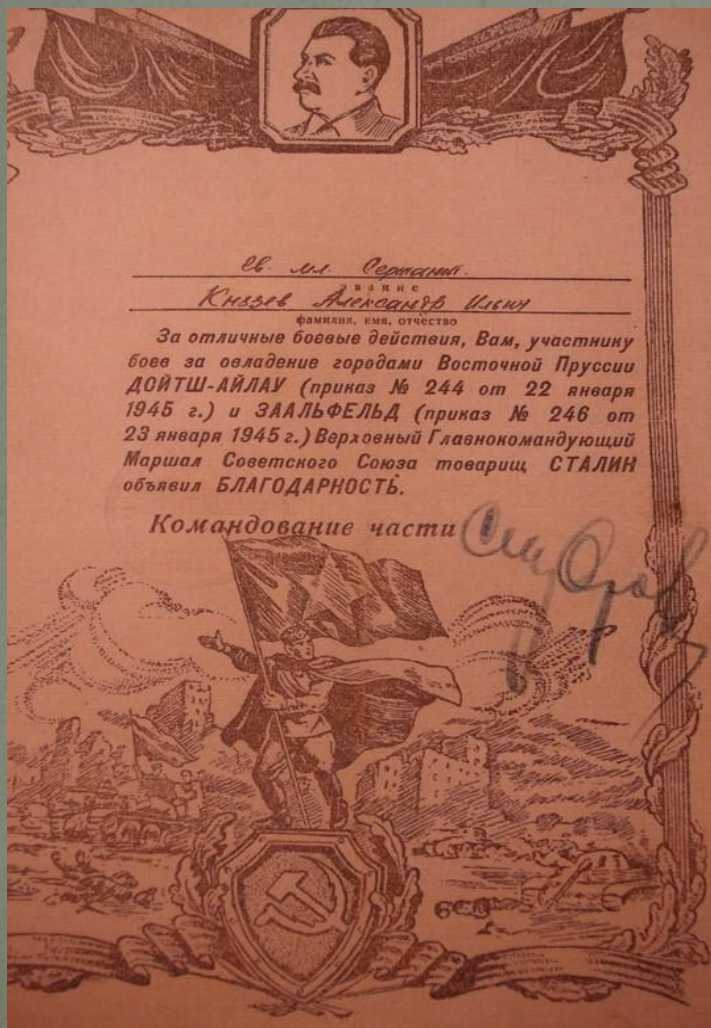 Гв. мл. Сержант.
звание
Князев Александр Ильич
фамилия, имя, отчество
За отличные боевые действия, Вам, участнику
боев за овладение городами Восточной Пруссии
ДОЙТШ-АЙЛАУ (приказ № 244 от 22 января
1945 г.) и ЗААЛЬФЕЛЬД (приказ № 246 от
23 января 1945 г.) Верховный Главнокомандующий
Маршал Советского Союза товарищ СТАЛИН
объявил БЛАГОДАРНОСТЬ.
Командование части